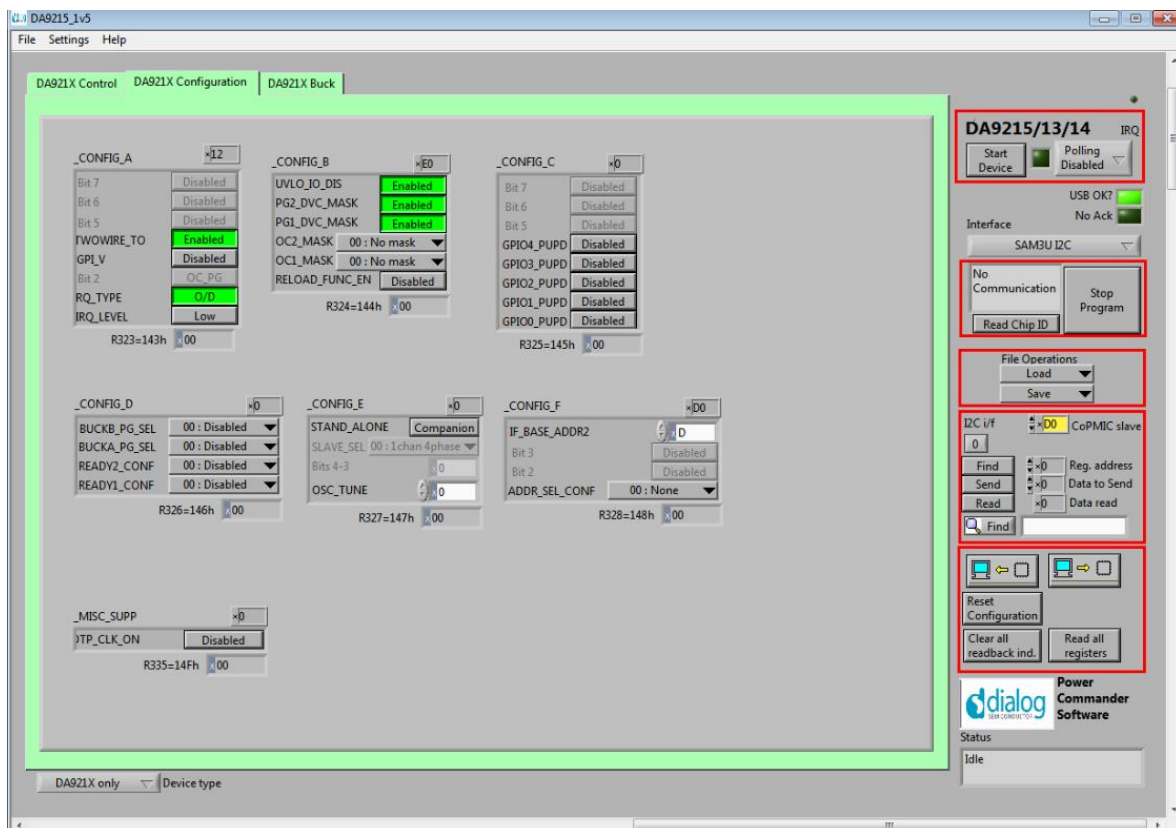 DA9215_1v5
File Settings Help
DA921X Control DA921X Configuration DA921X Buck
_CONFIG_A x12
Bit 7 Disabled
Bit 6 Disabled
Bit 5 Disabled
TWOWIRE_TO Enabled
GPI_V Disabled
Bit 2 OC_PG
RQ_TYPE O/D
IRQ_LEVEL Low
R323=143h x00
_CONFIG_B xE0
UVLO_IO_DIS Enabled
PG2_DVC_MASK Enabled
PG1_DVC_MASK Enabled
OC2_MASK 00 : No mask
OC1_MASK 00 : No mask
RELOAD_FUNC_EN Disabled
R324=144h x00
_CONFIG_C x0
Bit 7 Disabled
Bit 6 Disabled
Bit 5 Disabled
GPIO4_PUPD Disabled
GPIO3_PUPD Disabled
GPIO2_PUPD Disabled
GPIO1_PUPD Disabled
GPIO0_PUPD Disabled
R325=145h x00
_CONFIG_D x0
BUCKB_PG_SEL 00 : Disabled
BUCKA_PG_SEL 00 : Disabled
READY2_CONF 00 : Disabled
READY1_CONF 00 : Disabled
R326=146h x00
_CONFIG_E x0
STAND_ALONE Companion
SLAVE_SEL 00 : 1chan 4phase
Bits 4-3 x0
OSC_TUNE x0
R327=147h x00
_CONFIG_F xD0
IF_BASE_ADDR2 x D
Bit 3 Disabled
Bit 2 Disabled
ADDR_SEL_CONF 00 : None
R328=148h x00
_MISC_SUPP x0
OTP_CLK_ON Disabled
R335=14Fh x00
DA921X only Device type
DA9215/13/14 IRQ
Start Device
Polling Disabled
USB OK?
No Ack
Interface
SAM3U I2C
No Communication
Read Chip ID
Stop Program
File Operations
Load
Save
I2C i/f xD0 CoPMIC slave
0
Find x0 Reg. address
Send x0 Data to Send
Read x0 Data read
Find
Reset Configuration
Clear all readback ind.
Read all registers
dialog
SEMICONDUCTOR
Power
Commander
Software
Status
Idle